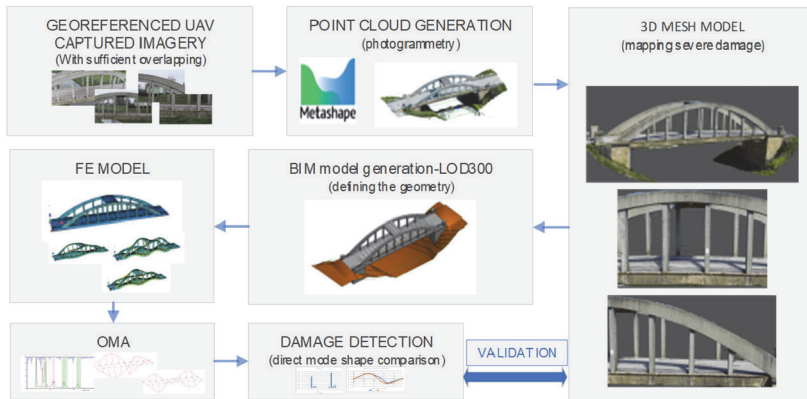 GEOREFERENCED UAV
CAPTURED IMAGERY
(With sufficient overlapping)
POINT CLOUD GENERATION
(photogrammetry)
Metashape
3D MESH MODEL
(mapping severe damage)
BIM model generation-LOD300
(defining the geometry)
FE MODEL
OMA
DAMAGE DETECTION
(direct mode shape comparison)
VALIDATION